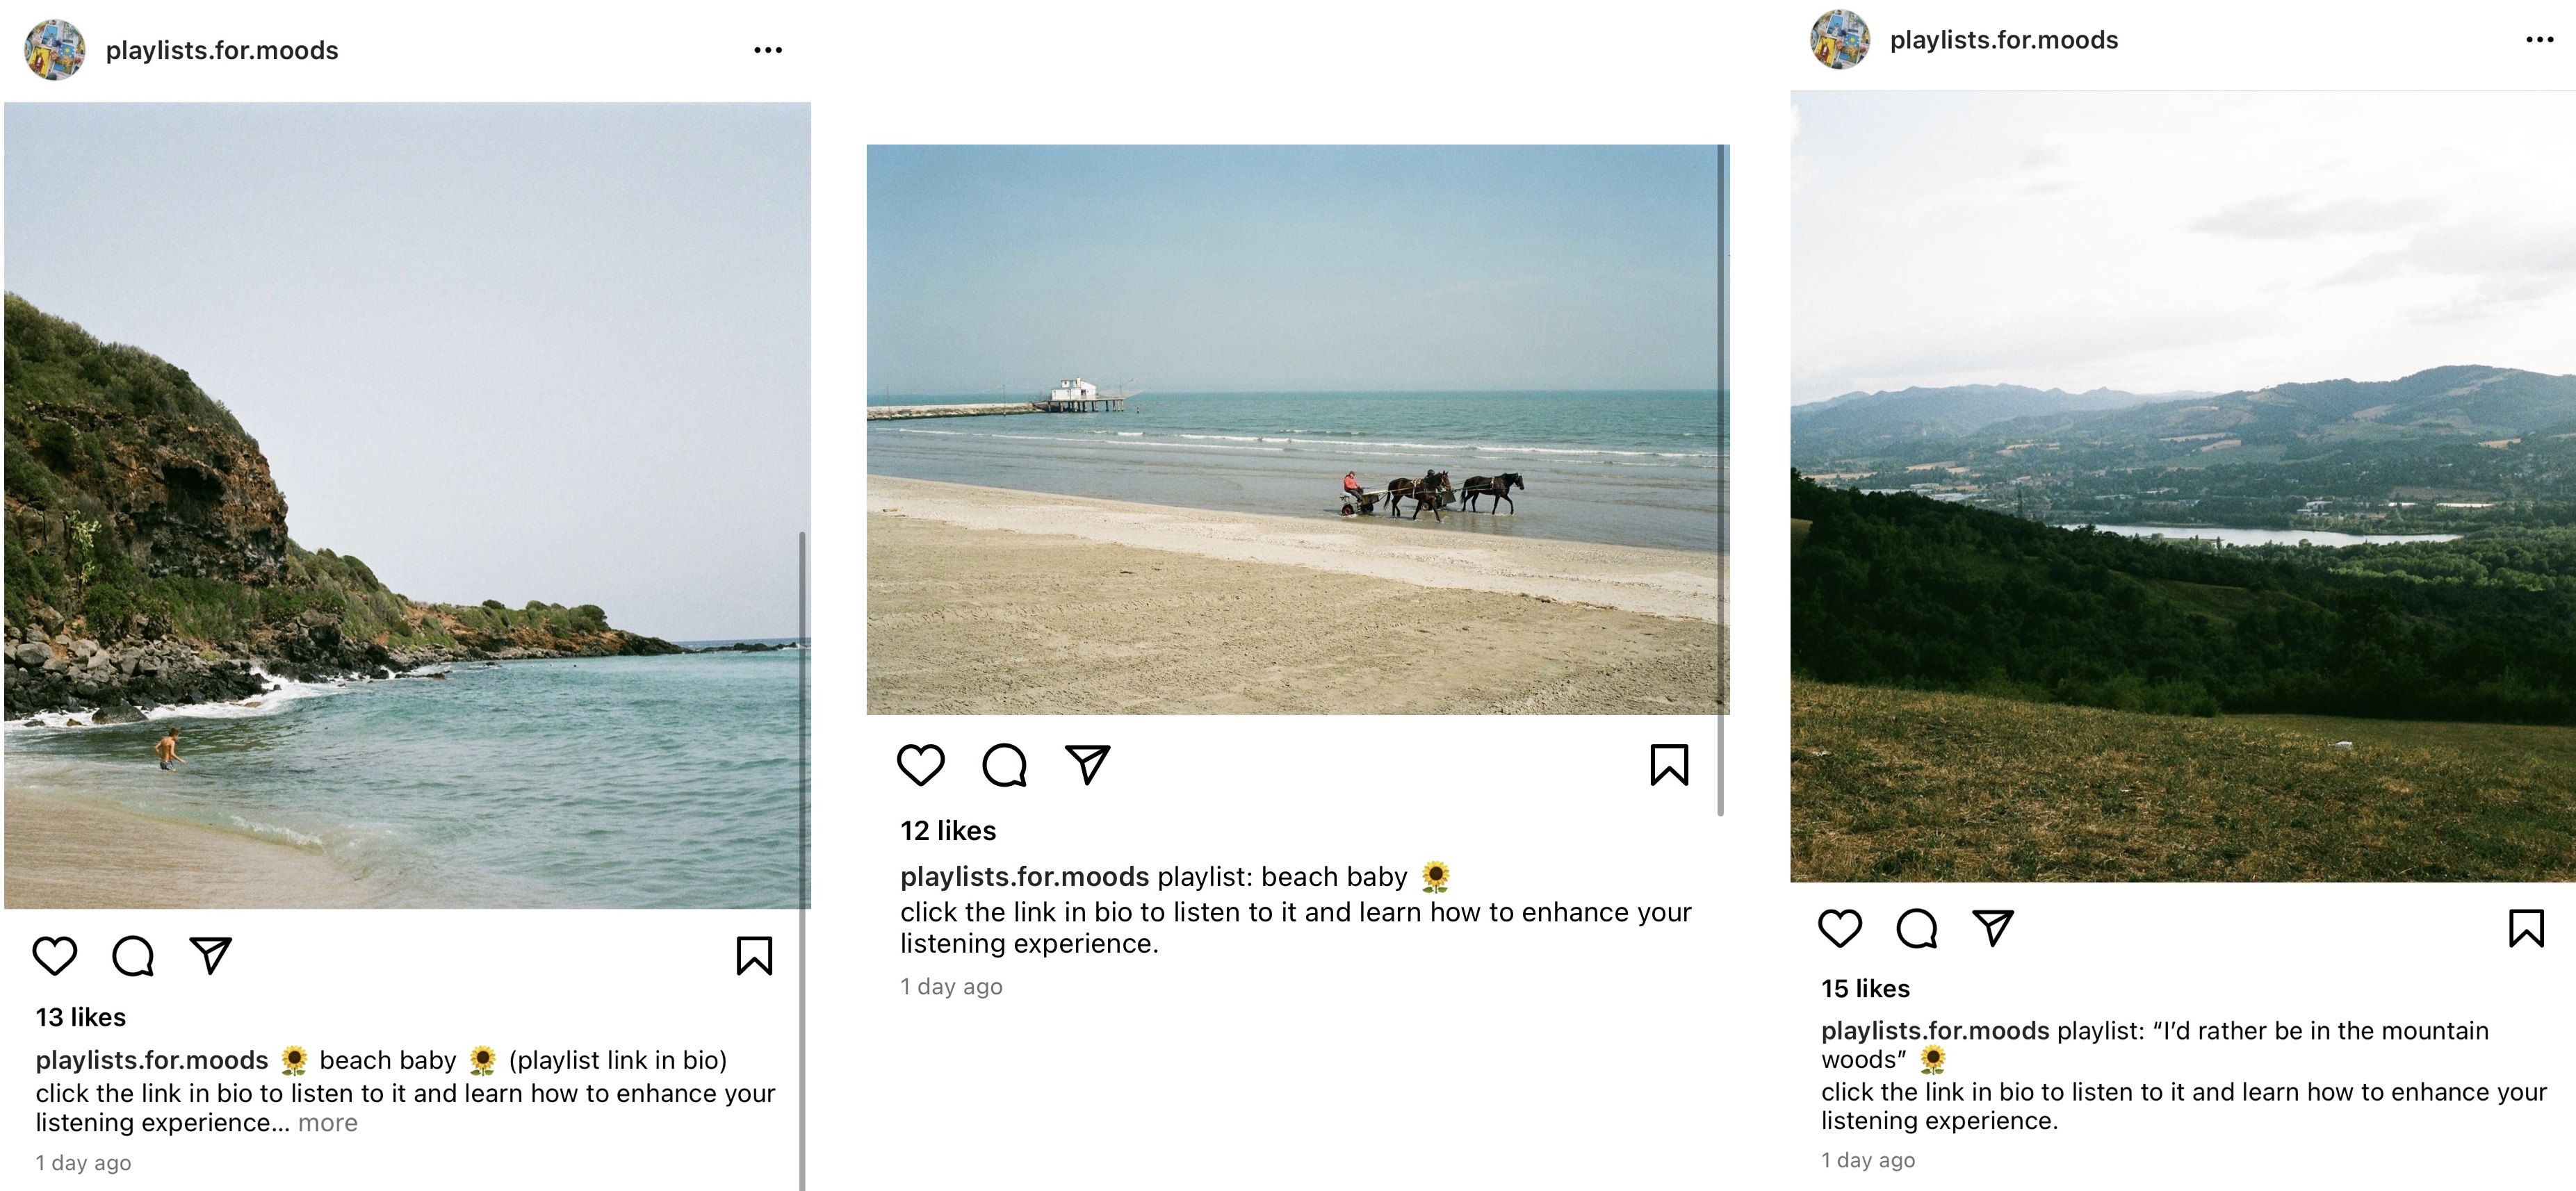 playlists.for.moods
13 likes
playlists.for.moods 🌻 beach baby 🌻 (playlist link in bio)
click the link in bio to listen to it and learn how to enhance your
listening experience... more
1 day ago
12 likes
playlists.for.moods playlist: beach baby 🌻
click the link in bio to listen to it and learn how to enhance your
listening experience.
1 day ago
playlists.for.moods
15 likes
playlists.for.moods playlist: “I’d rather be in the mountain
woods” 🌻
click the link in bio to listen to it and learn how to enhance your
listening experience.
1 day ago